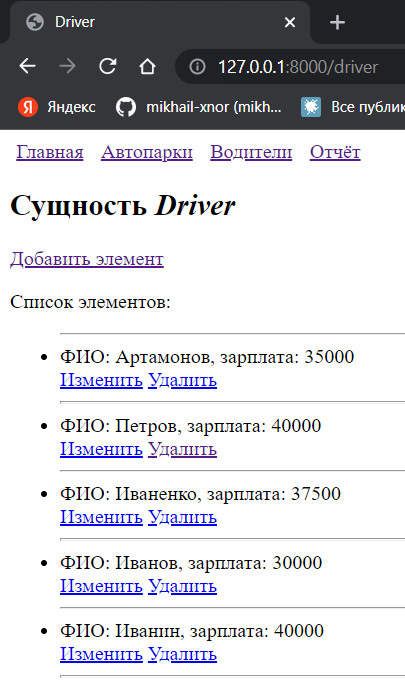 Driver
127.0.0.1:8000/driver
Яндекс mikhail-xnor (mikh... Все публик
Главная Автопарки Водители Отчёт
Сущность Driver
Добавить элемент
Список элементов:
ФИО: Артамонов, зарплата: 35000
Изменить Удалить
ФИО: Петров, зарплата: 40000
Изменить Удалить
ФИО: Иваненко, зарплата: 37500
Изменить Удалить
ФИО: Иванов, зарплата: 30000
Изменить Удалить
ФИО: Иванин, зарплата: 40000
Изменить Удалить